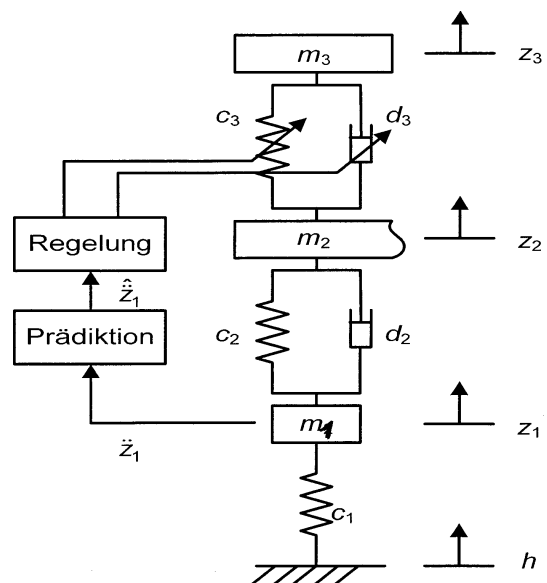 m3
z3
c3
d3
m2
z2
Regelung
z̈̂1
Prädiktion
c2
d2
m1
z1
z̈1
c1
h